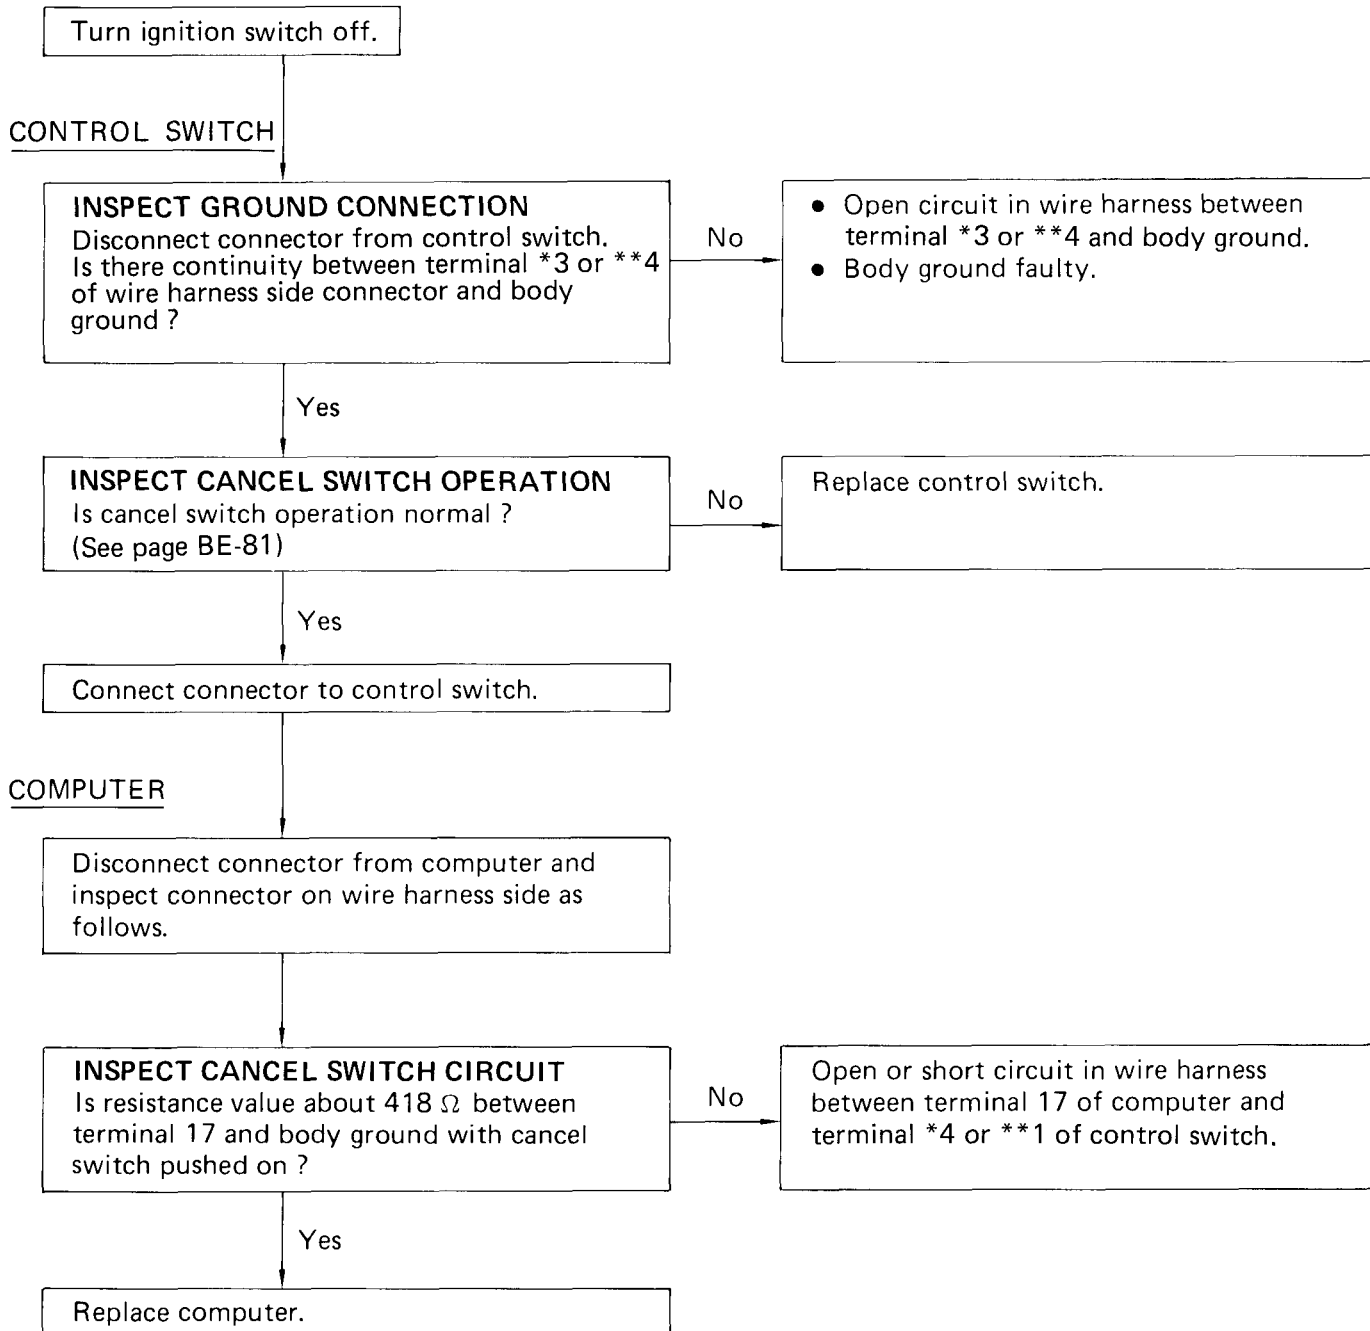 Turn ignition switch off.
CONTROL SWITCH
INSPECT GROUND CONNECTION
Disconnect connector from control switch.
Is there continuity between terminal *3 or **4
of wire harness side connector and body
ground ?
No
● Open circuit in wire harness between
terminal *3 or **4 and body ground.
● Body ground faulty.
Yes
INSPECT CANCEL SWITCH OPERATION
Is cancel switch operation normal ?
(See page BE-81)
No
Replace control switch.
Yes
Connect connector to control switch.
COMPUTER
Disconnect connector from computer and
inspect connector on wire harness side as
follows.
INSPECT CANCEL SWITCH CIRCUIT
Is resistance value about 418 Ω between
terminal 17 and body ground with cancel
switch pushed on ?
No
Open or short circuit in wire harness
between terminal 17 of computer and
terminal *4 or **1 of control switch.
Yes
Replace computer.